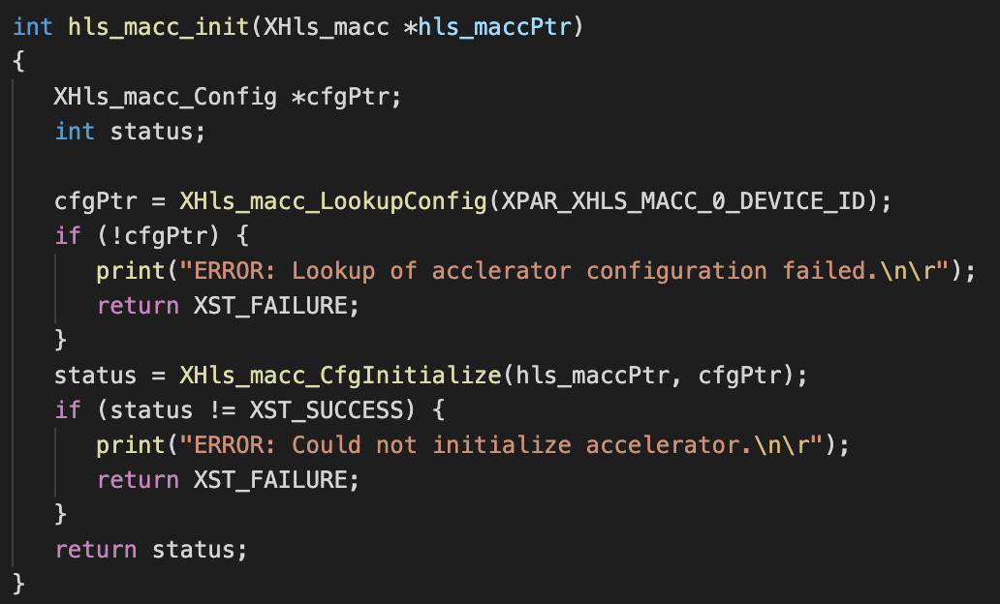 int hls_macc_init(XHls_macc *hls_maccPtr)
{
XHls_macc_Config *cfgPtr;
int status;
cfgPtr = XHls_macc_LookupConfig(XPAR_XHLS_MACC_0_DEVICE_ID);
if (!cfgPtr) {
print("ERROR: Lookup of acclerator configuration failed.\n\r");
return XST_FAILURE;
}
status = XHls_macc_CfgInitialize(hls_maccPtr, cfgPtr);
if (status != XST_SUCCESS) {
print("ERROR: Could not initialize accelerator.\n\r");
return XST_FAILURE;
}
return status;
}